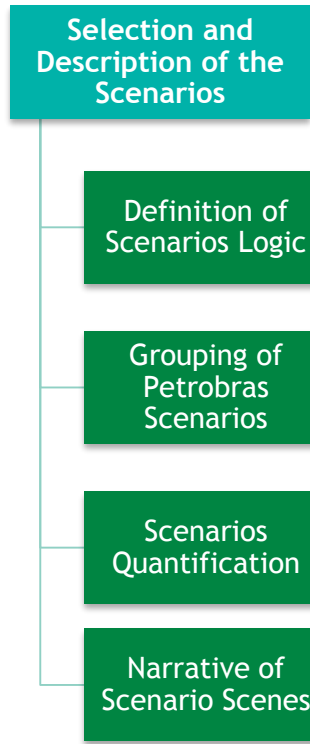 Selection and
Description of the
Scenarios
Definition of
Scenarios Logic
Grouping of
Petrobras
Scenarios
Scenarios
Quantification
Narrative of
Scenario Scenes